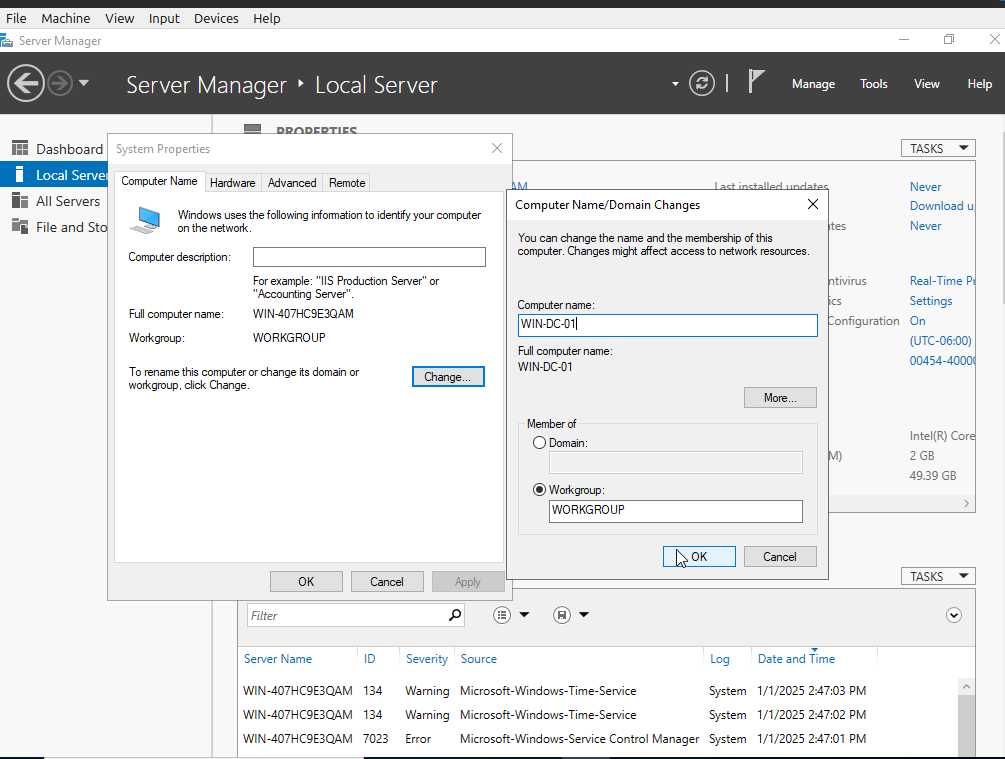 File Machine View Input Devices Help
Server Manager
Server Manager ‣ Local Server
Manage Tools View Help
Dashboard
Local Server
All Servers
File and Sto
PROPERTIES
TASKS
System Properties
Computer Name Hardware Advanced Remote
Windows uses the following information to identify your computer
on the network.
Computer description:
For example: "IIS Production Server" or
"Accounting Server".
Full computer name: WIN-407HC9E3QAM
Workgroup: WORKGROUP
To rename this computer or change its domain or
workgroup, click Change.
Change...
OK Cancel Apply
AM
Last installed updates Never
Download u
Never
Computer Name/Domain Changes
You can change the name and the membership of this
computer. Changes might affect access to network resources.
Computer name:
WIN-DC-01
Full computer name:
WIN-DC-01
More...
Member of
Domain:
Workgroup:
WORKGROUP
OK Cancel
ates
ntivirus Real-Time Pr
ics Settings
Configuration On
(UTC-06:00)
00454-40000
Intel(R) Core
M) 2 GB
49.39 GB
TASKS
Filter
Server Name ID Severity Source Log Date and Time
WIN-407HC9E3QAM 134 Warning Microsoft-Windows-Time-Service System 1/1/2025 2:47:03 PM
WIN-407HC9E3QAM 134 Warning Microsoft-Windows-Time-Service System 1/1/2025 2:47:02 PM
WIN-407HC9E3QAM 7023 Error Microsoft-Windows-Service Control Manager System 1/1/2025 2:47:01 PM